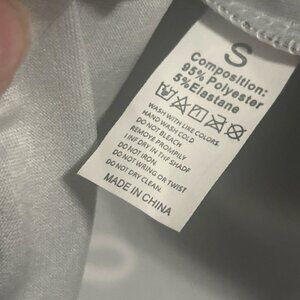 S
Composition:
95% Polyester
5%Elastane
WASH WITH LIKE COLORS.
HAND WASH COLD
DO NOT BLEACH
REMOVE PROMPILY
DO NOT IRON.
DO NOT WRING OR TWIST
DO NOT DRY CLEAN.
MADE IN CHINA